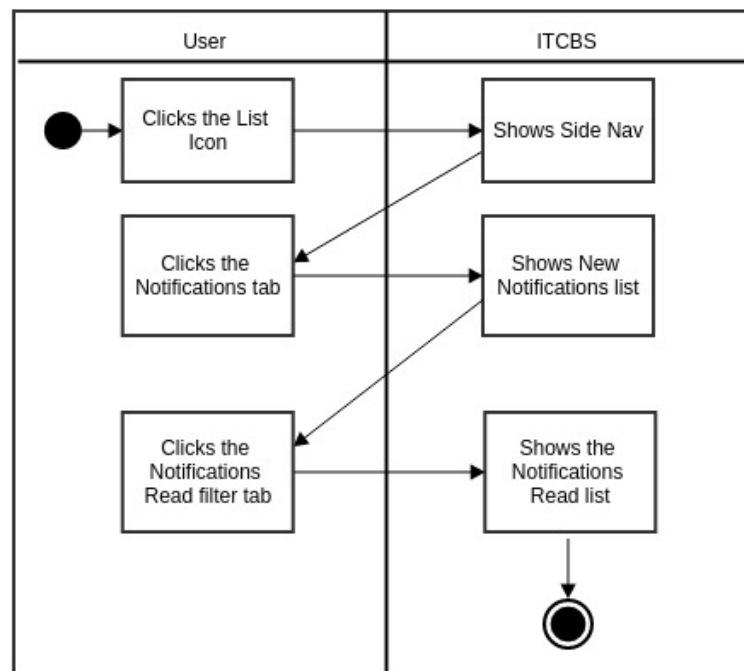 User
ITCBS
Clicks the List
Icon
Shows Side Nav
Clicks the
Notifications tab
Shows New
Notifications list
Clicks the
Notifications
Read filter tab
Shows the
Notifications
Read list